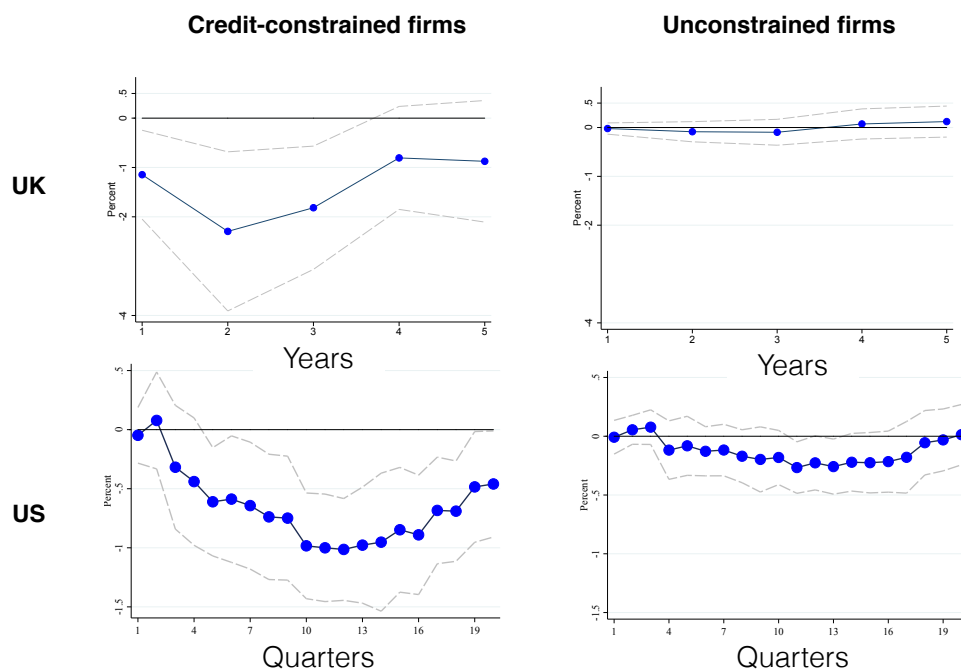 Credit-constrained firms
Unconstrained firms
UK
Percent
.5
0
-1
-2
-4
1 2 3 4 5
Years
Percent
.5
0
-1
-2
-4
1 2 3 4 5
Years
US
Percent
.5
0
-.5
-1
-1.5
1 4 7 10 13 16 19
Quarters
Percent
.5
0
-.5
-1
-1.5
1 4 7 10 13 16 19
Quarters